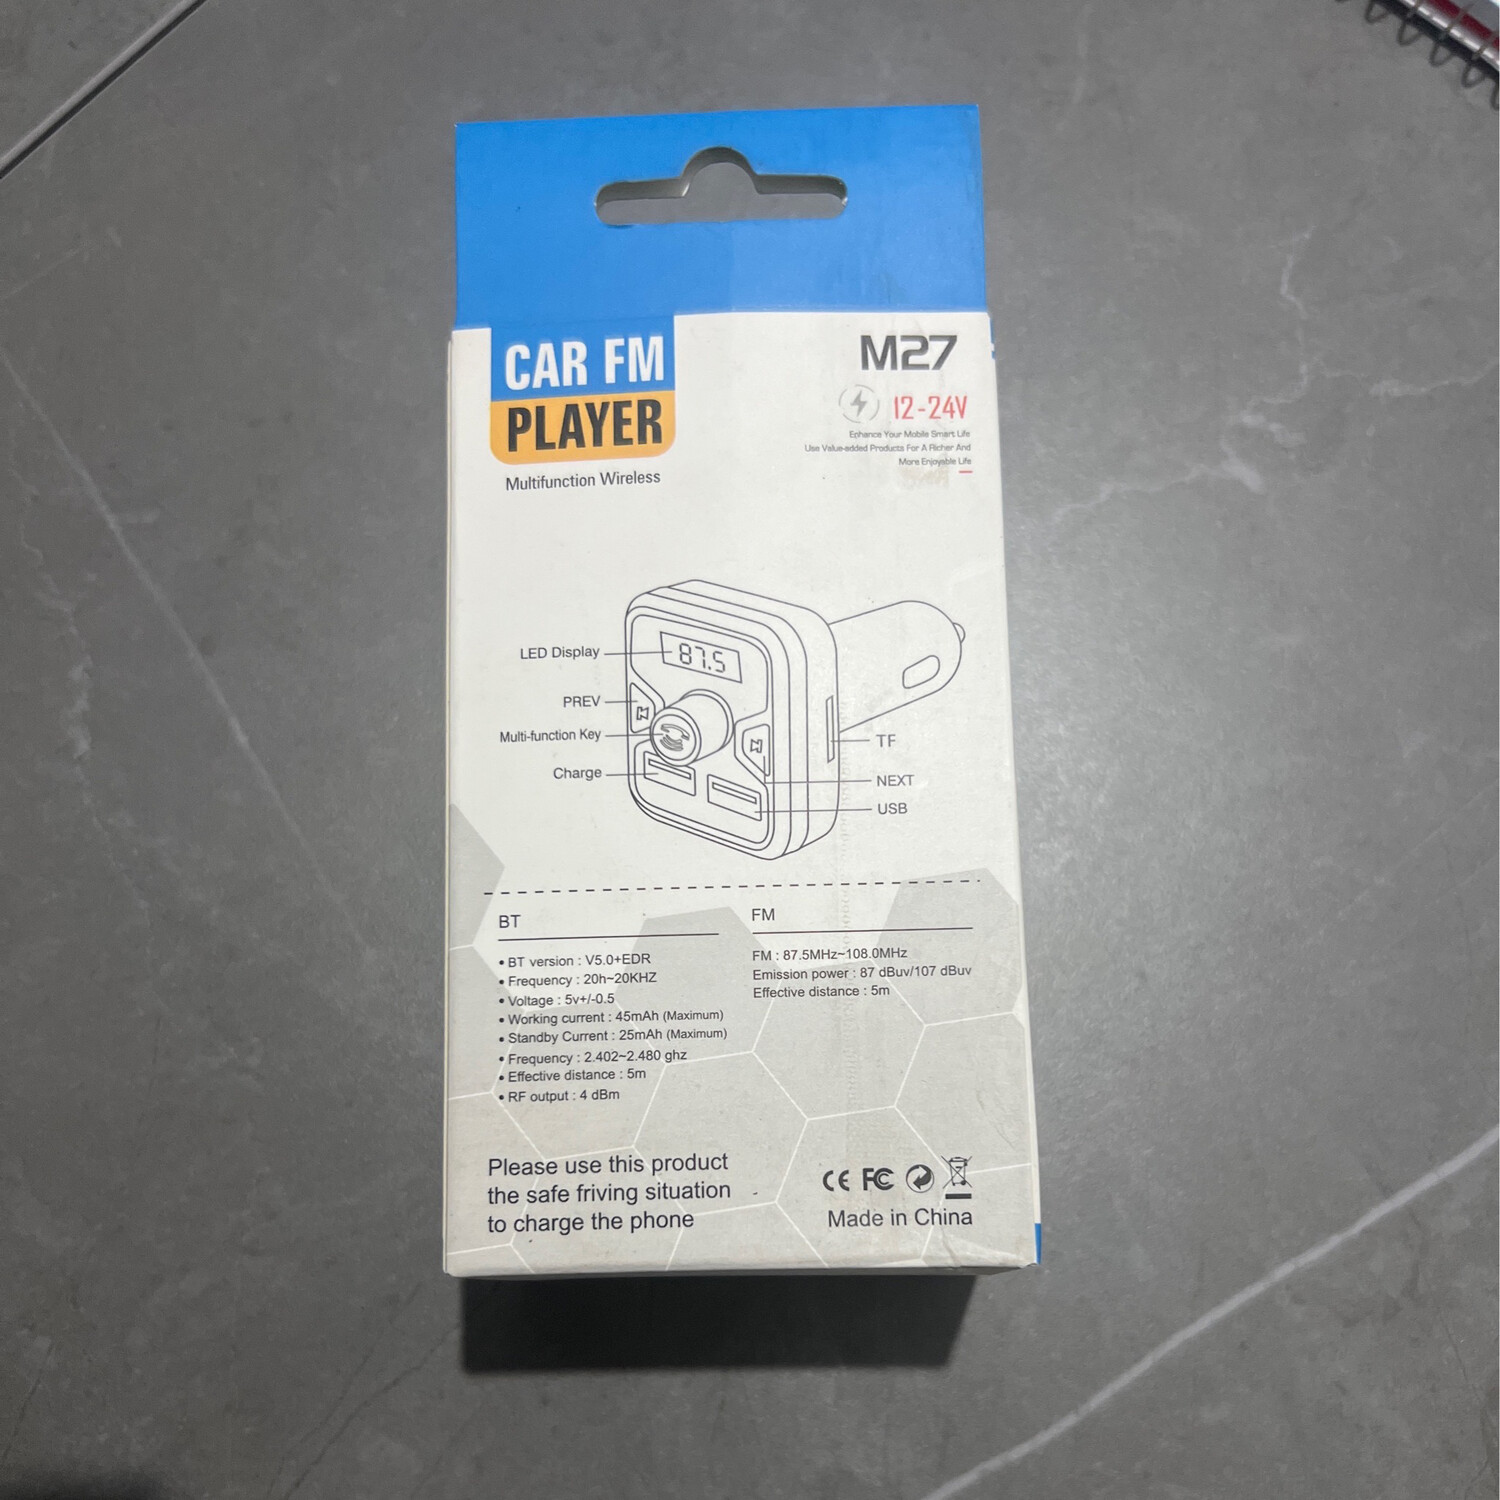 CAR FM
PLAYER
Multifunction Wireless
M27
12-24V
Enhance Your Mobile Smart Life
Use Value-added Products For A Richer And
More Enjoyable Life
LED Display
87.5
PREV
Multi-function Key
Charge
TF
NEXT
USB
BT
• BT version : V5.0+EDR
• Frequency : 20h~20KHZ
• Voltage : 5v+/-0.5
• Working current : 45mAh (Maximum)
• Standby Current : 25mAh (Maximum)
• Frequency : 2.402~2.480 ghz
• Effective distance : 5m
• RF output : 4 dBm
FM
FM : 87.5MHz~108.0MHz
Emission power : 87 dBuv/107 dBuv
Effective distance : 5m
Please use this product
the safe friving situation
to charge the phone
CE FC
Made in China